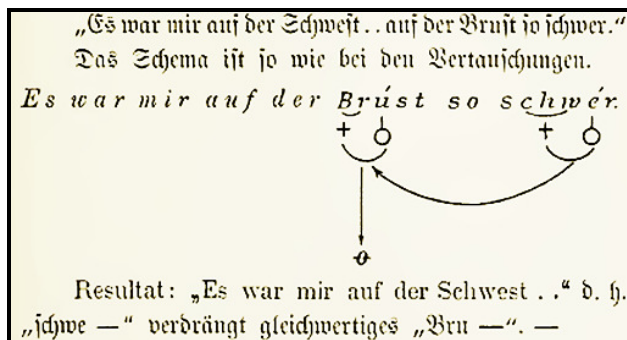 „Es war mir auf der Schwest . . auf der Brust so schwer.“
Das Schema ist so wie bei den Vertauschungen.
Es war mir auf der Brúst so schwér.
+ +
Resultat: „Es war mir auf der Schwest . .“ d. h.
„schwe —“ verdrängt gleichwertiges „Bru —“. —